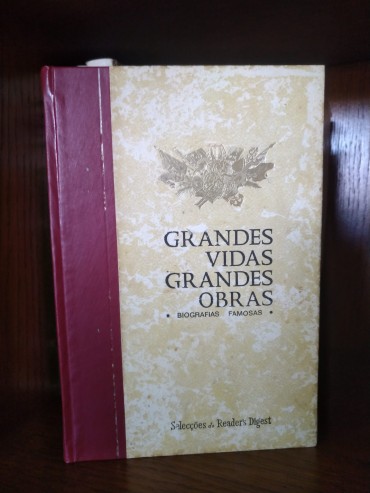 GRANDES
VIDAS
GRANDES
OBRAS
• BIOGRAFIAS FAMOSAS •
Selecções do Reader's Digest